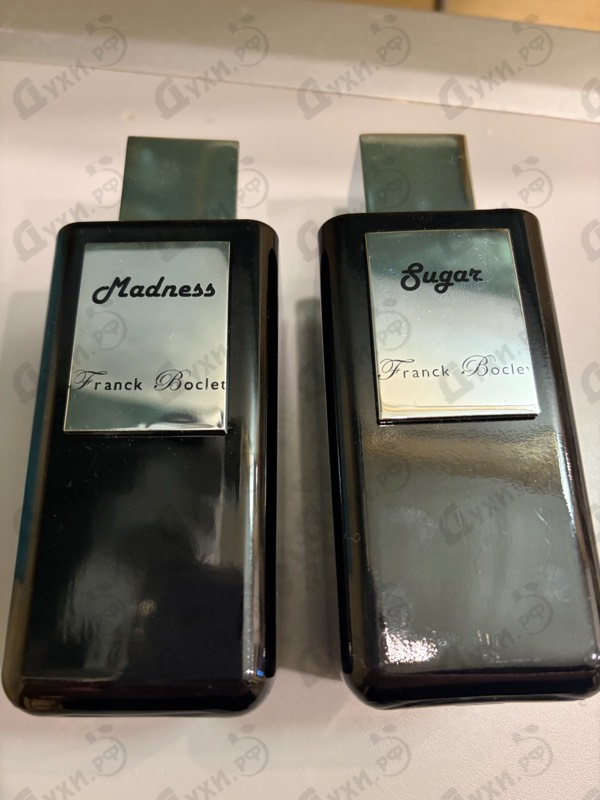 Madness
Franck Boclet
Sugar
Franck Boclet
Духи.РФ